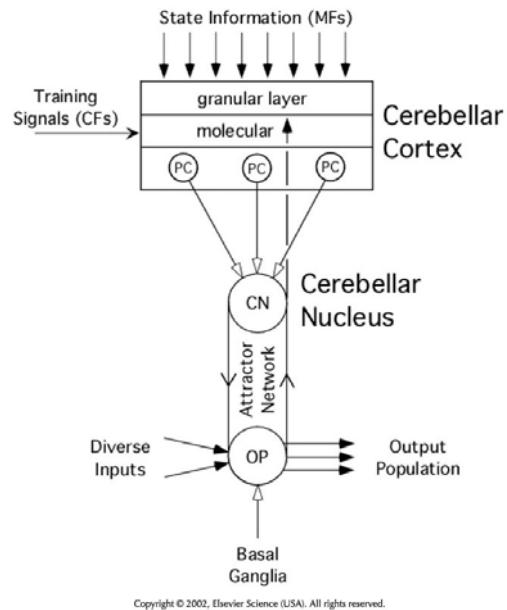 State Information (MFs)
granular layer
Training
Signals (CFs)
molecular
Cerebellar
Cortex
PC
PC
PC
CN
Cerebellar
Nucleus
Attractor
Network
Diverse
Inputs
OP
Output
Population
Basal
Ganglia
Copyright © 2002, Elsevier Science (USA). All rights reserved.